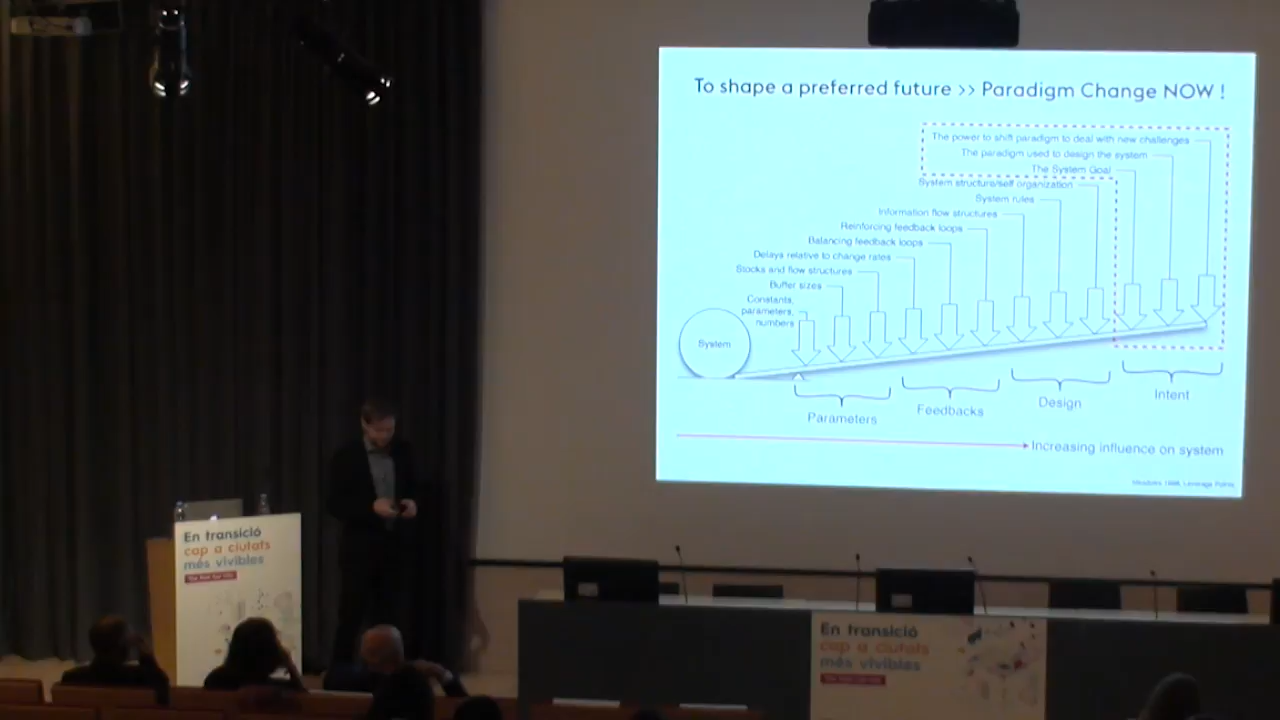 To shape a preferred future >> Paradigm Change NOW !
The power to shift paradigm to deal with new challenges
The paradigm used to design the system
The System Goal
System structure/self organization
System rules
Information flow structures
Reinforcing feedback loops
Balancing feedback loops
Delays relative to change rates
Stocks and flow structures
Buffer sizes
Constants,
parameters,
numbers
System
Parameters
Feedbacks
Design
Intent
Increasing influence on system
Meadows 1999, Leverage Points
En transició
cap a ciutats
més vivibles
En transició
cap a ciutats
més vivibles